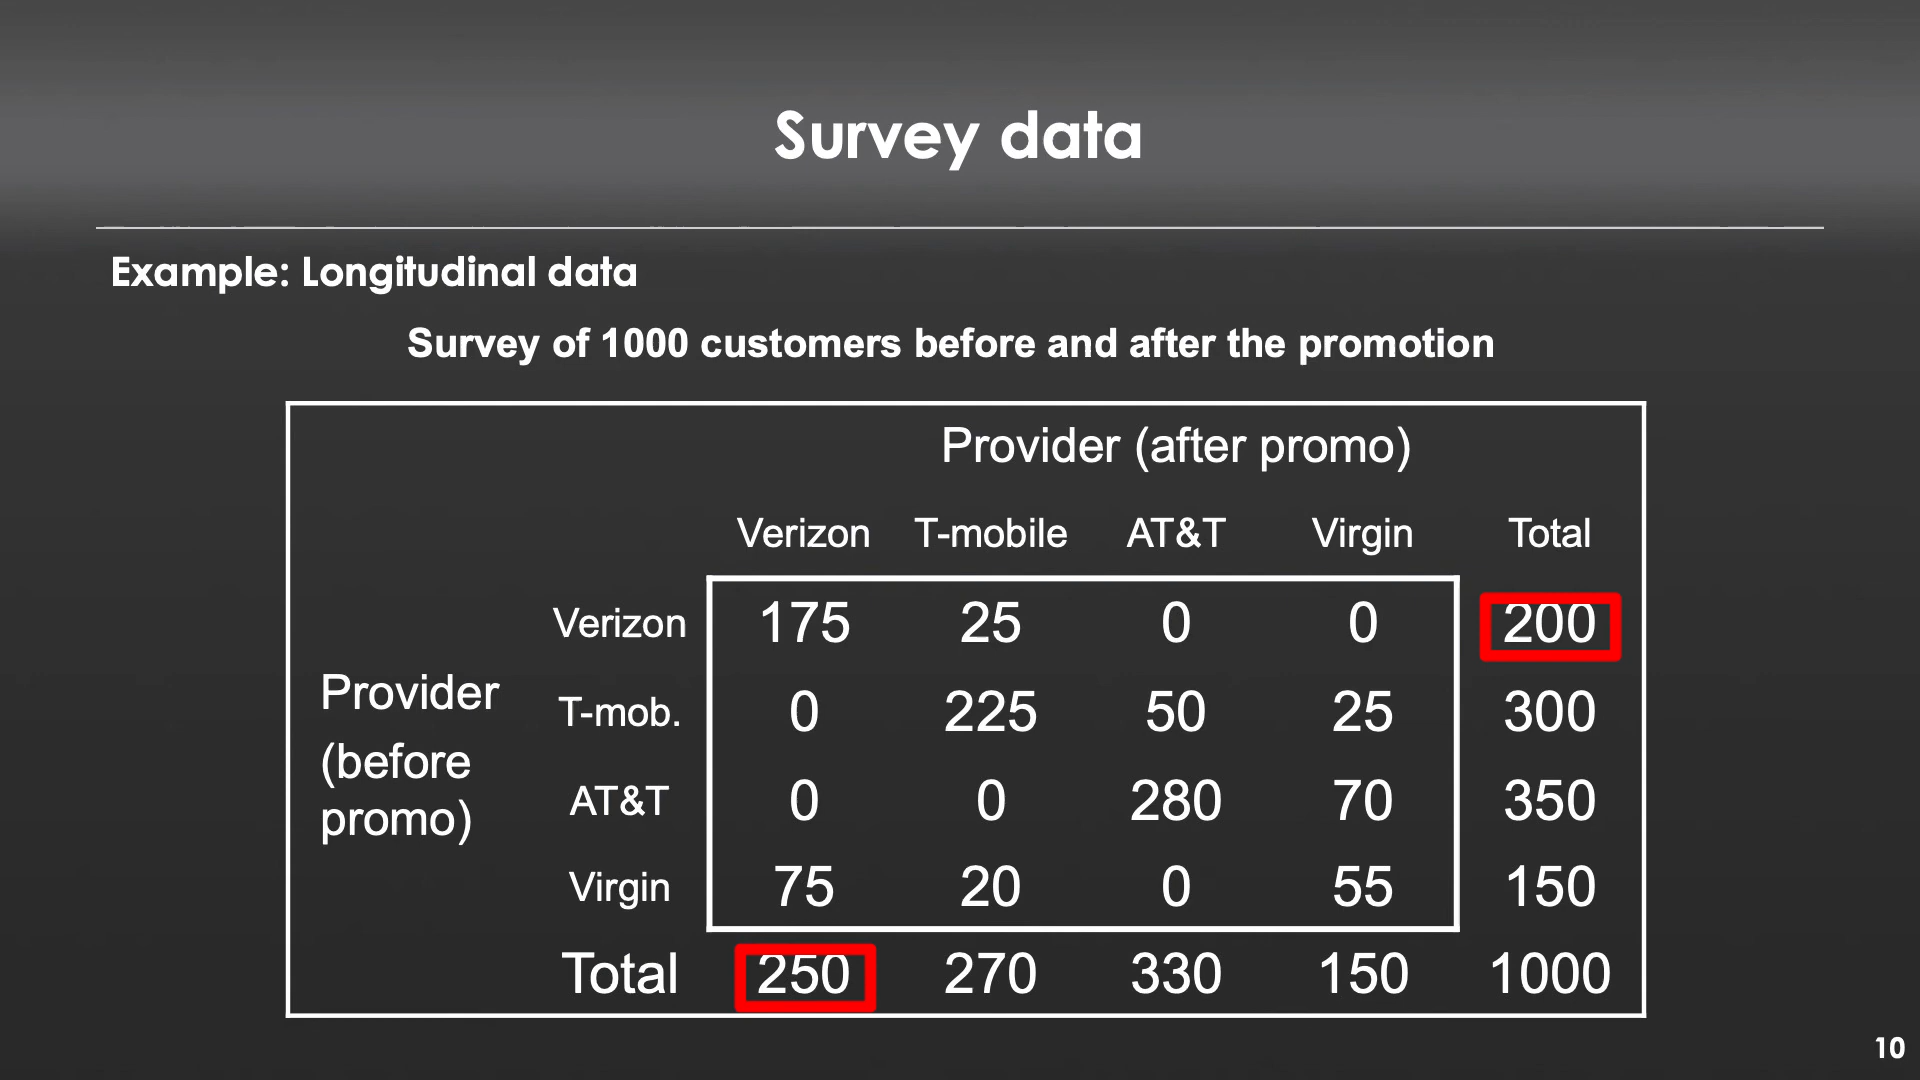 Survey data
Example: Longitudinal data
Survey of 1000 customers before and after the promotion
Provider (after promo)
Verizon T-mobile AT&T Virgin Total
Verizon 175 25 0 0 200
Provider
(before
promo)
T-mob. 0 225 50 25 300
AT&T 0 0 280 70 350
Virgin 75 20 0 55 150
Total 250 270 330 150 1000
10